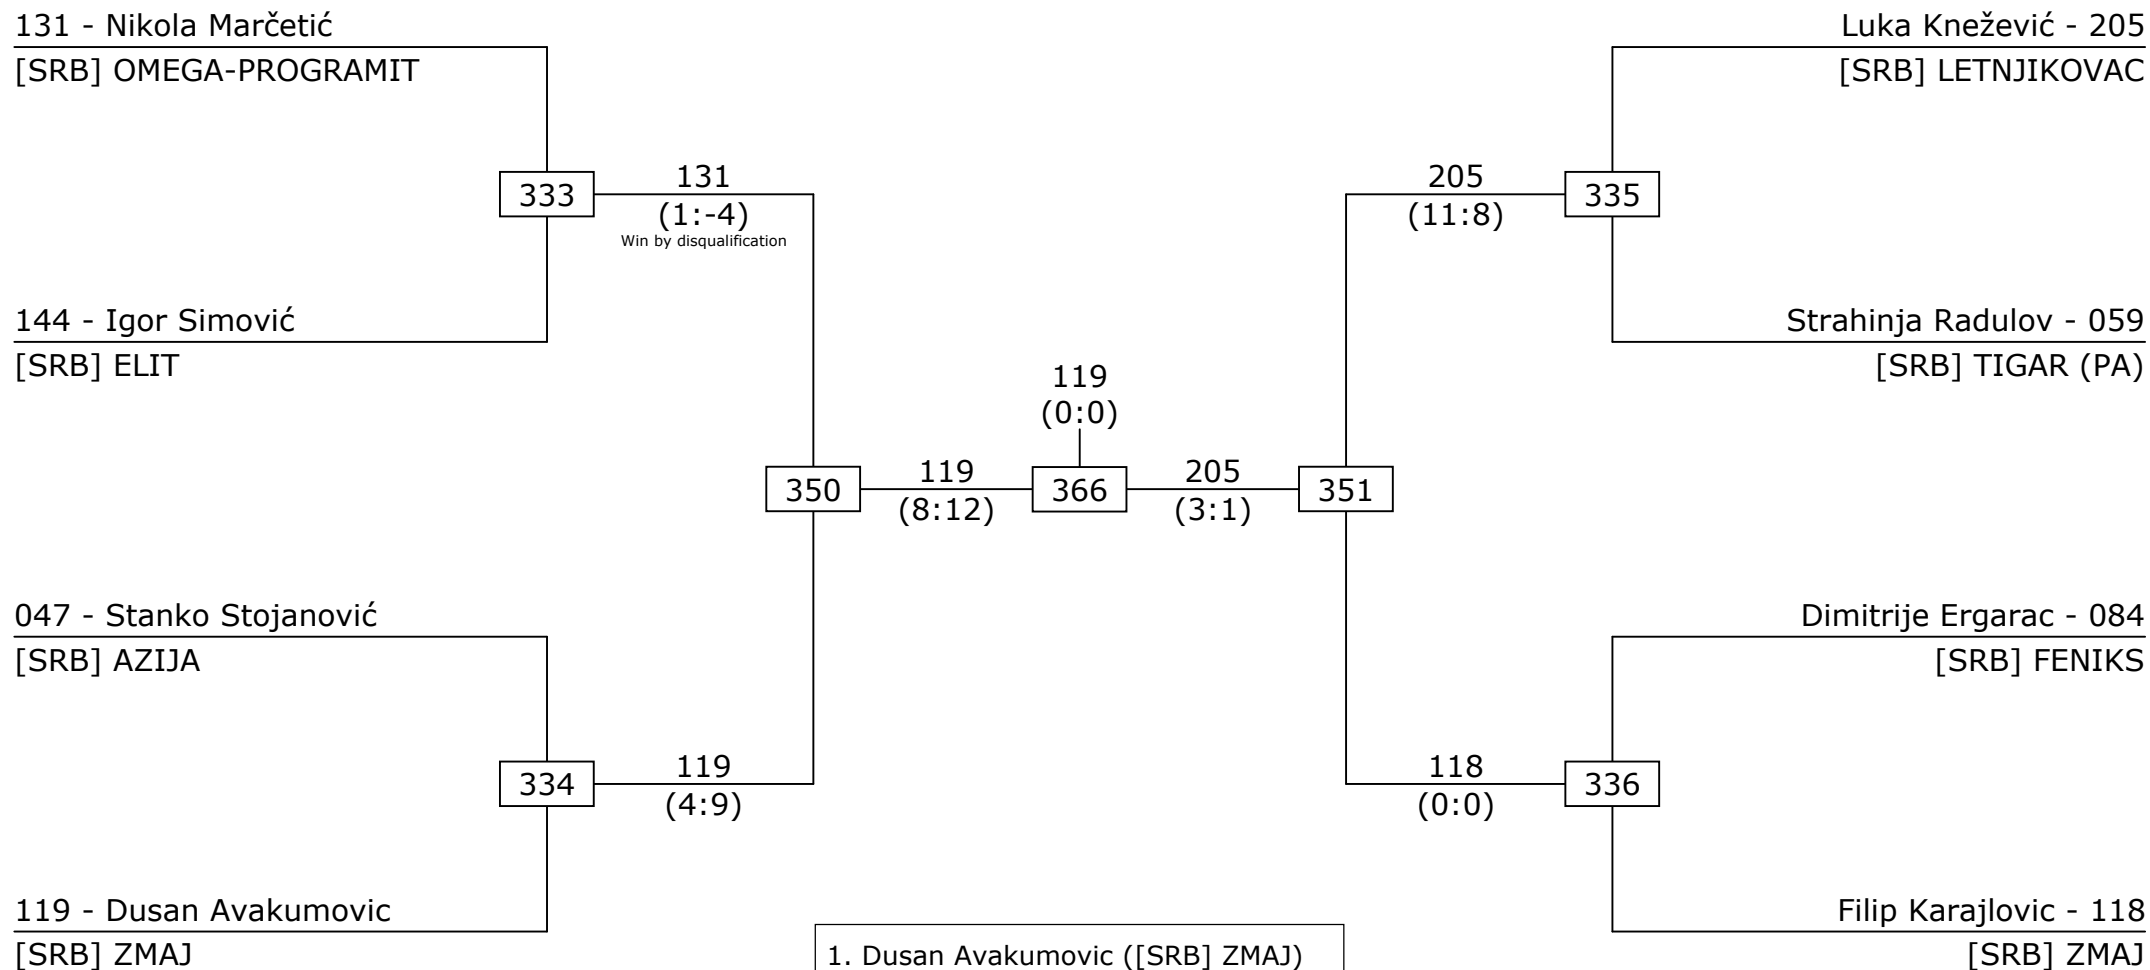 131 - Nikola Marčetić
[SRB] OMEGA-PROGRAMIT
Luka Knežević - 205
[SRB] LETNJIKOVAC
333
131
(1:-4)
Win by disqualification
205
(11:8)
335
144 - Igor Simović
[SRB] ELIT
Strahinja Radulov - 059
[SRB] TIGAR (PA)
119
(0:0)
350
119
(8:12)
366
205
(3:1)
351
047 - Stanko Stojanović
[SRB] AZIJA
Dimitrije Ergarac - 084
[SRB] FENIKS
334
119
(4:9)
118
(0:0)
336
119 - Dusan Avakumovic
[SRB] ZMAJ
Filip Karajlovic - 118
[SRB] ZMAJ
1. Dusan Avakumovic ([SRB] ZMAJ)